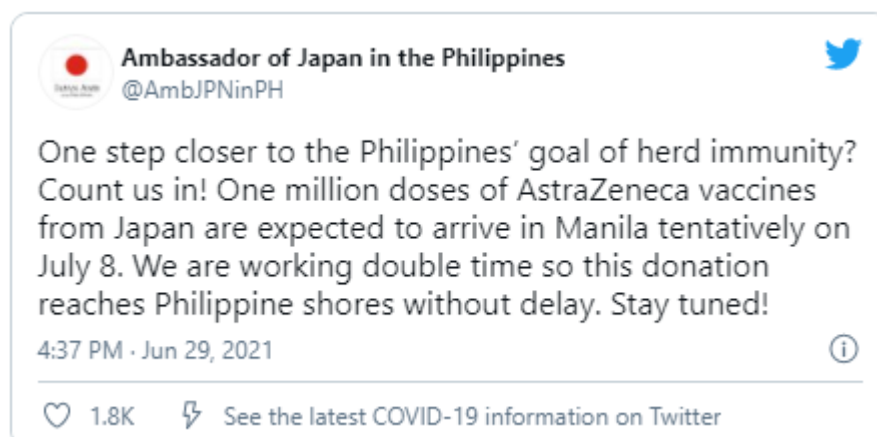 Ambassador of Japan in the Philippines
@AmbJPNinPH
One step closer to the Philippines' goal of herd immunity?
Count us in! One million doses of AstraZeneca vaccines
from Japan are expected to arrive in Manila tentatively on
July 8. We are working double time so this donation
reaches Philippine shores without delay. Stay tuned!
4:37 PM · Jun 29, 2021
1.8K See the latest COVID-19 information on Twitter